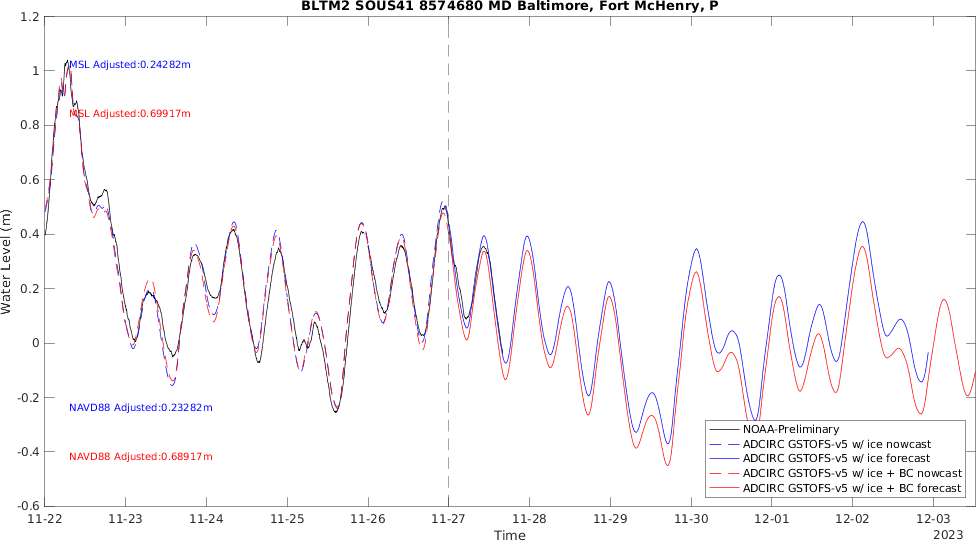 BLTM2 SOUS41 8574680 MD Baltimore, Fort McHenry, P
1.2
1
0.8
0.6
0.4
0.2
0
-0.2
-0.4
-0.6
Water Level (m)
MSL Adjusted:0.24282m
MSL Adjusted:0.69917m
NAVD88 Adjusted:0.23282m
NAVD88 Adjusted:0.68917m
NOAA-Preliminary
ADCIRC GSTOFS-v5 w/ ice nowcast
ADCIRC GSTOFS-v5 w/ ice forecast
ADCIRC GSTOFS-v5 w/ ice + BC nowcast
ADCIRC GSTOFS-v5 w/ ice + BC forecast
11-22 11-23 11-24 11-25 11-26 11-27 11-28 11-29 11-30 12-01 12-02 12-03
Time
2023